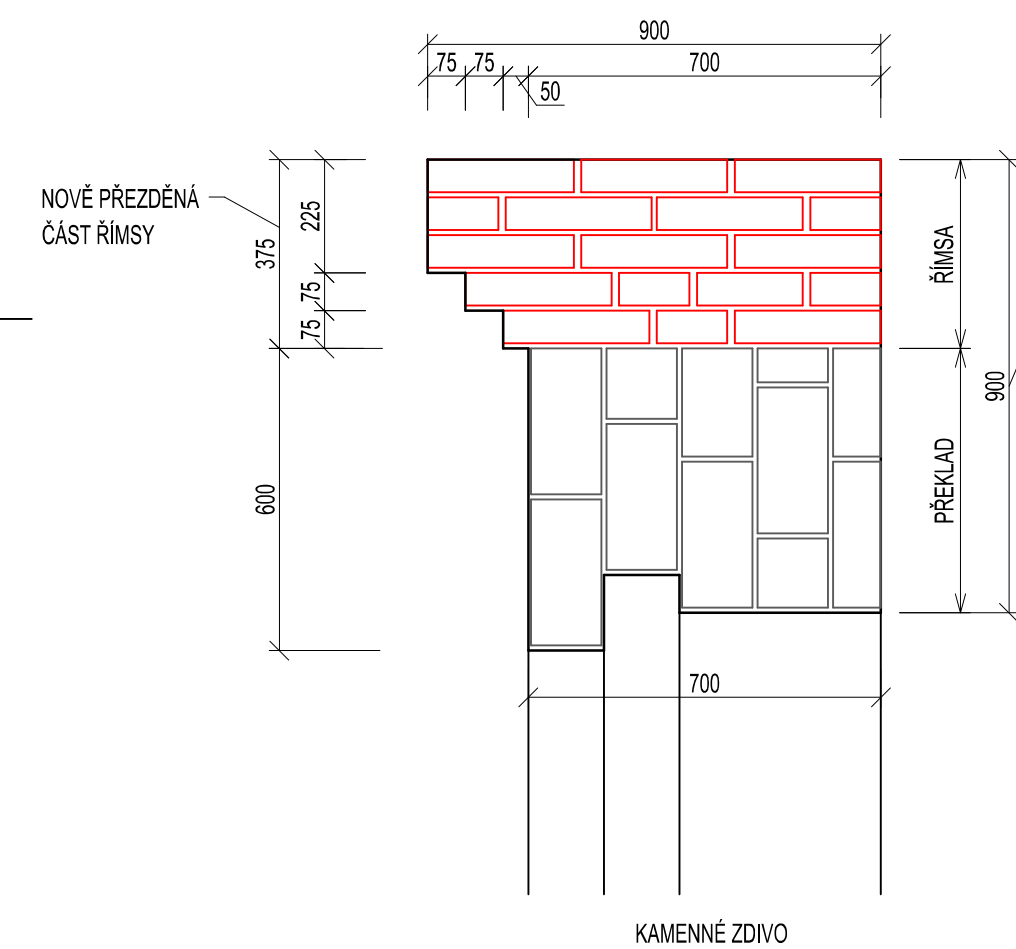 900
75 75 700
50
NOVĚ PŘEZDĚNÁ
ČÁST ŘÍMSY
375
225
75
75
600
ŘÍMSA
PŘEKLAD
900
700
KAMENNÉ ZDIVO